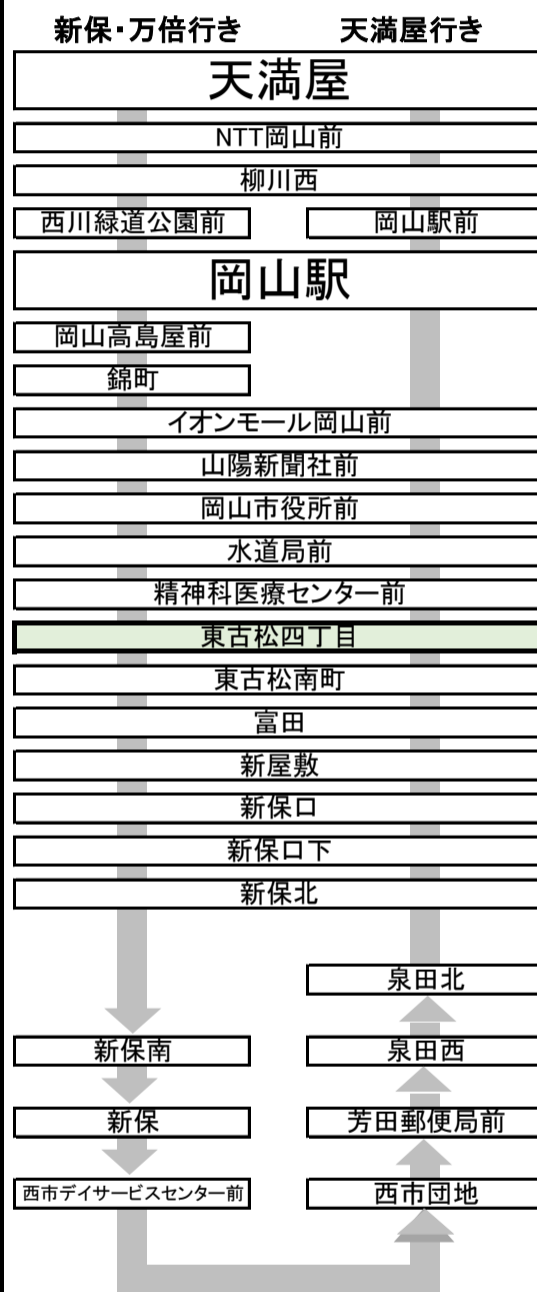 新保・万倍行き 天満屋行き
天満屋
NTT岡山前
柳川西
西川緑道公園前 岡山駅前
岡山駅
岡山高島屋前
錦町
イオンモール岡山前
山陽新聞社前
岡山市役所前
水道局前
精神科医療センター前
東古松四丁目
東古松南町
富田
新屋敷
新保口
新保口下
新保北
泉田北
新保南 泉田西
新保 芳田郵便局前
西市デイサービスセンター前 西市団地